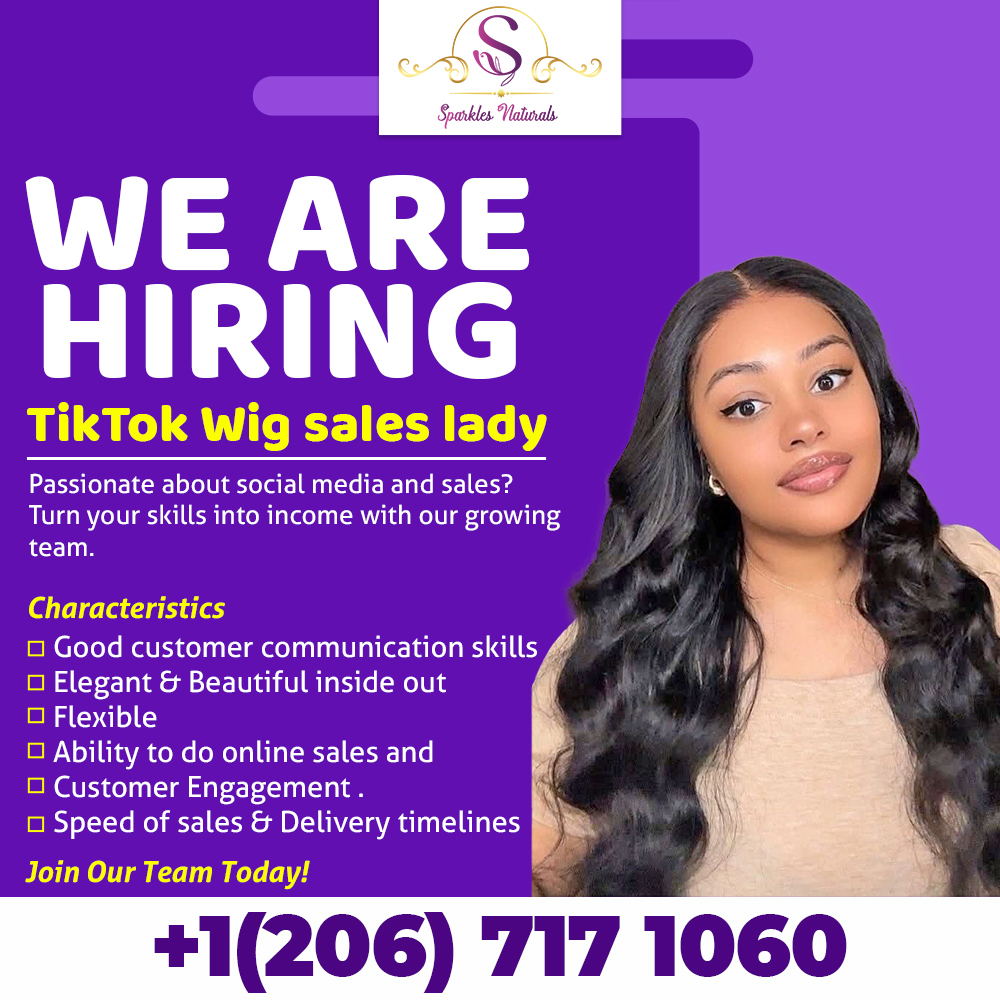 S
Sparkles Naturals
WE ARE
HIRING
TikTok Wig sales lady
Passionate about social media and sales?
Turn your skills into income with our growing
team.
Characteristics
Good customer communication skills
Elegant & Beautiful inside out
Flexible
Ability to do online sales and
Customer Engagement .
Speed of sales & Delivery timelines
Join Our Team Today!
+1(206) 717 1060